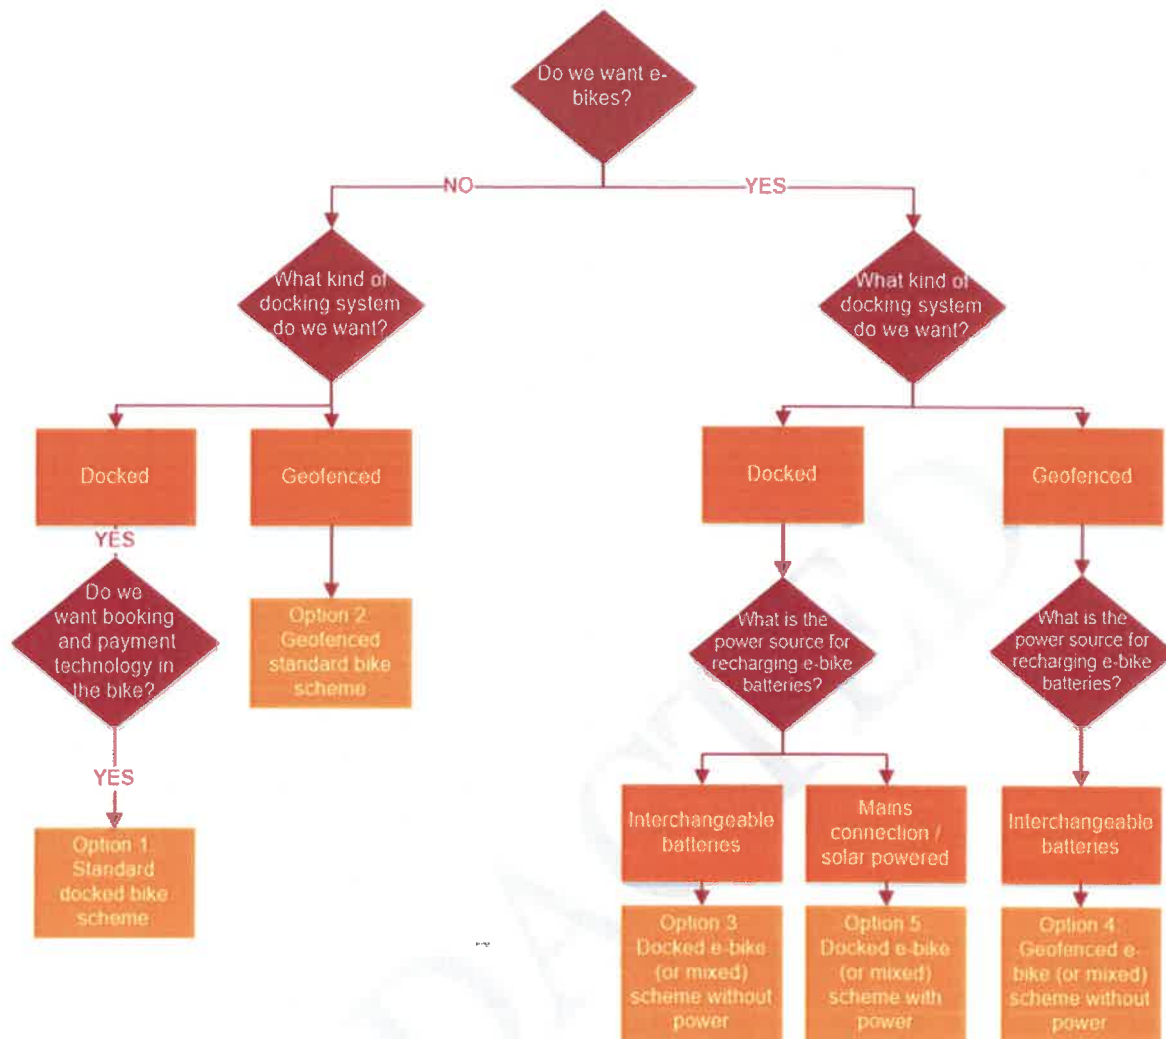 Do we want e-
bikes?
NO
YES
What kind of
docking system
do we want?
What kind of
docking system
do we want?
Docked
Geofenced
Docked
Geofenced
YES
Do we
want booking
and payment
technology in
the bike?
Option 2:
Geofenced
standard bike
scheme
What is the
power source for
recharging e-bike
batteries?
What is the
power source for
recharging e-bike
batteries?
YES
Option 1:
Standard
docked bike
scheme
Interchangeable
batteries
Mains
connection /
solar powered
Interchangeable
batteries
Option 3
Docked e-bike
(or mixed)
scheme without
power
Option 5
Docked e-bike
(or mixed)
scheme with
power
Option 4:
Geofenced e-
bike (or mixed)
scheme without
power